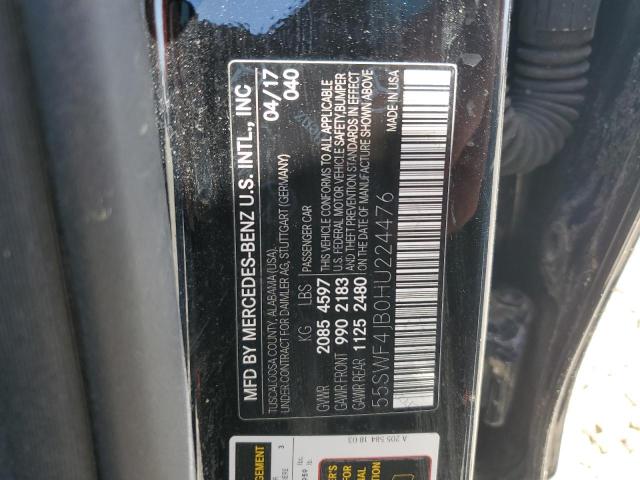 MFD BY MERCEDES-BENZ U.S. INTL., INC
04/17
TUSCALOOSA COUNTY, ALABAMA (USA),
040
UNDER CONTRACT FOR DAIMLER AG, STUTTGART (GERMANY)
KG LBS PASSENGER CAR
GVWR 2085 4597 THIS VEHICLE CONFORMS TO ALL APPLICABLE
GAWR FRONT 990 2183 U.S. FEDERAL MOTOR VEHICLE SAFETY, BUMPER
GAWR REAR 1125 2480 AND THEFT PREVENTION STANDARDS IN EFFECT
ON THE DATE OF MANUFACTURE SHOWN ABOVE
55SWF4JB0HU224476 MADE IN USA
A 205 584 18 03